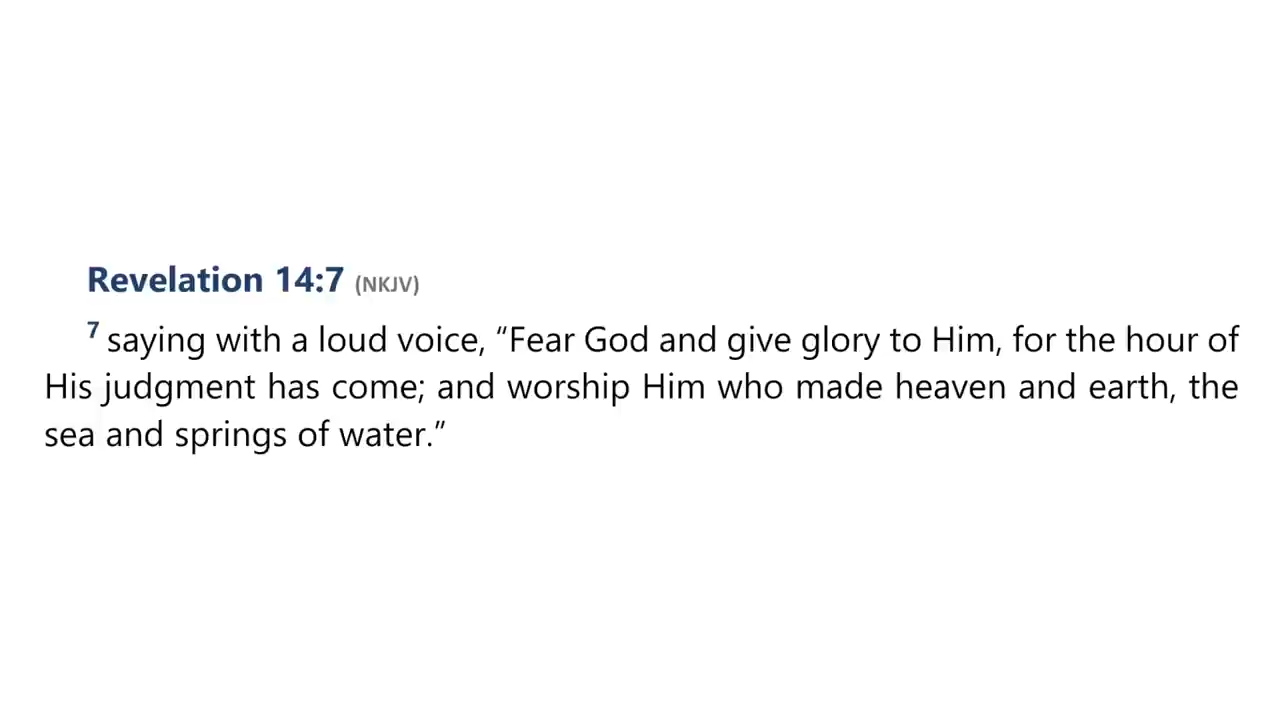 Revelation 14:7 (NKJV)
7 saying with a loud voice, “Fear God and give glory to Him, for the hour of
His judgment has come; and worship Him who made heaven and earth, the
sea and springs of water.”